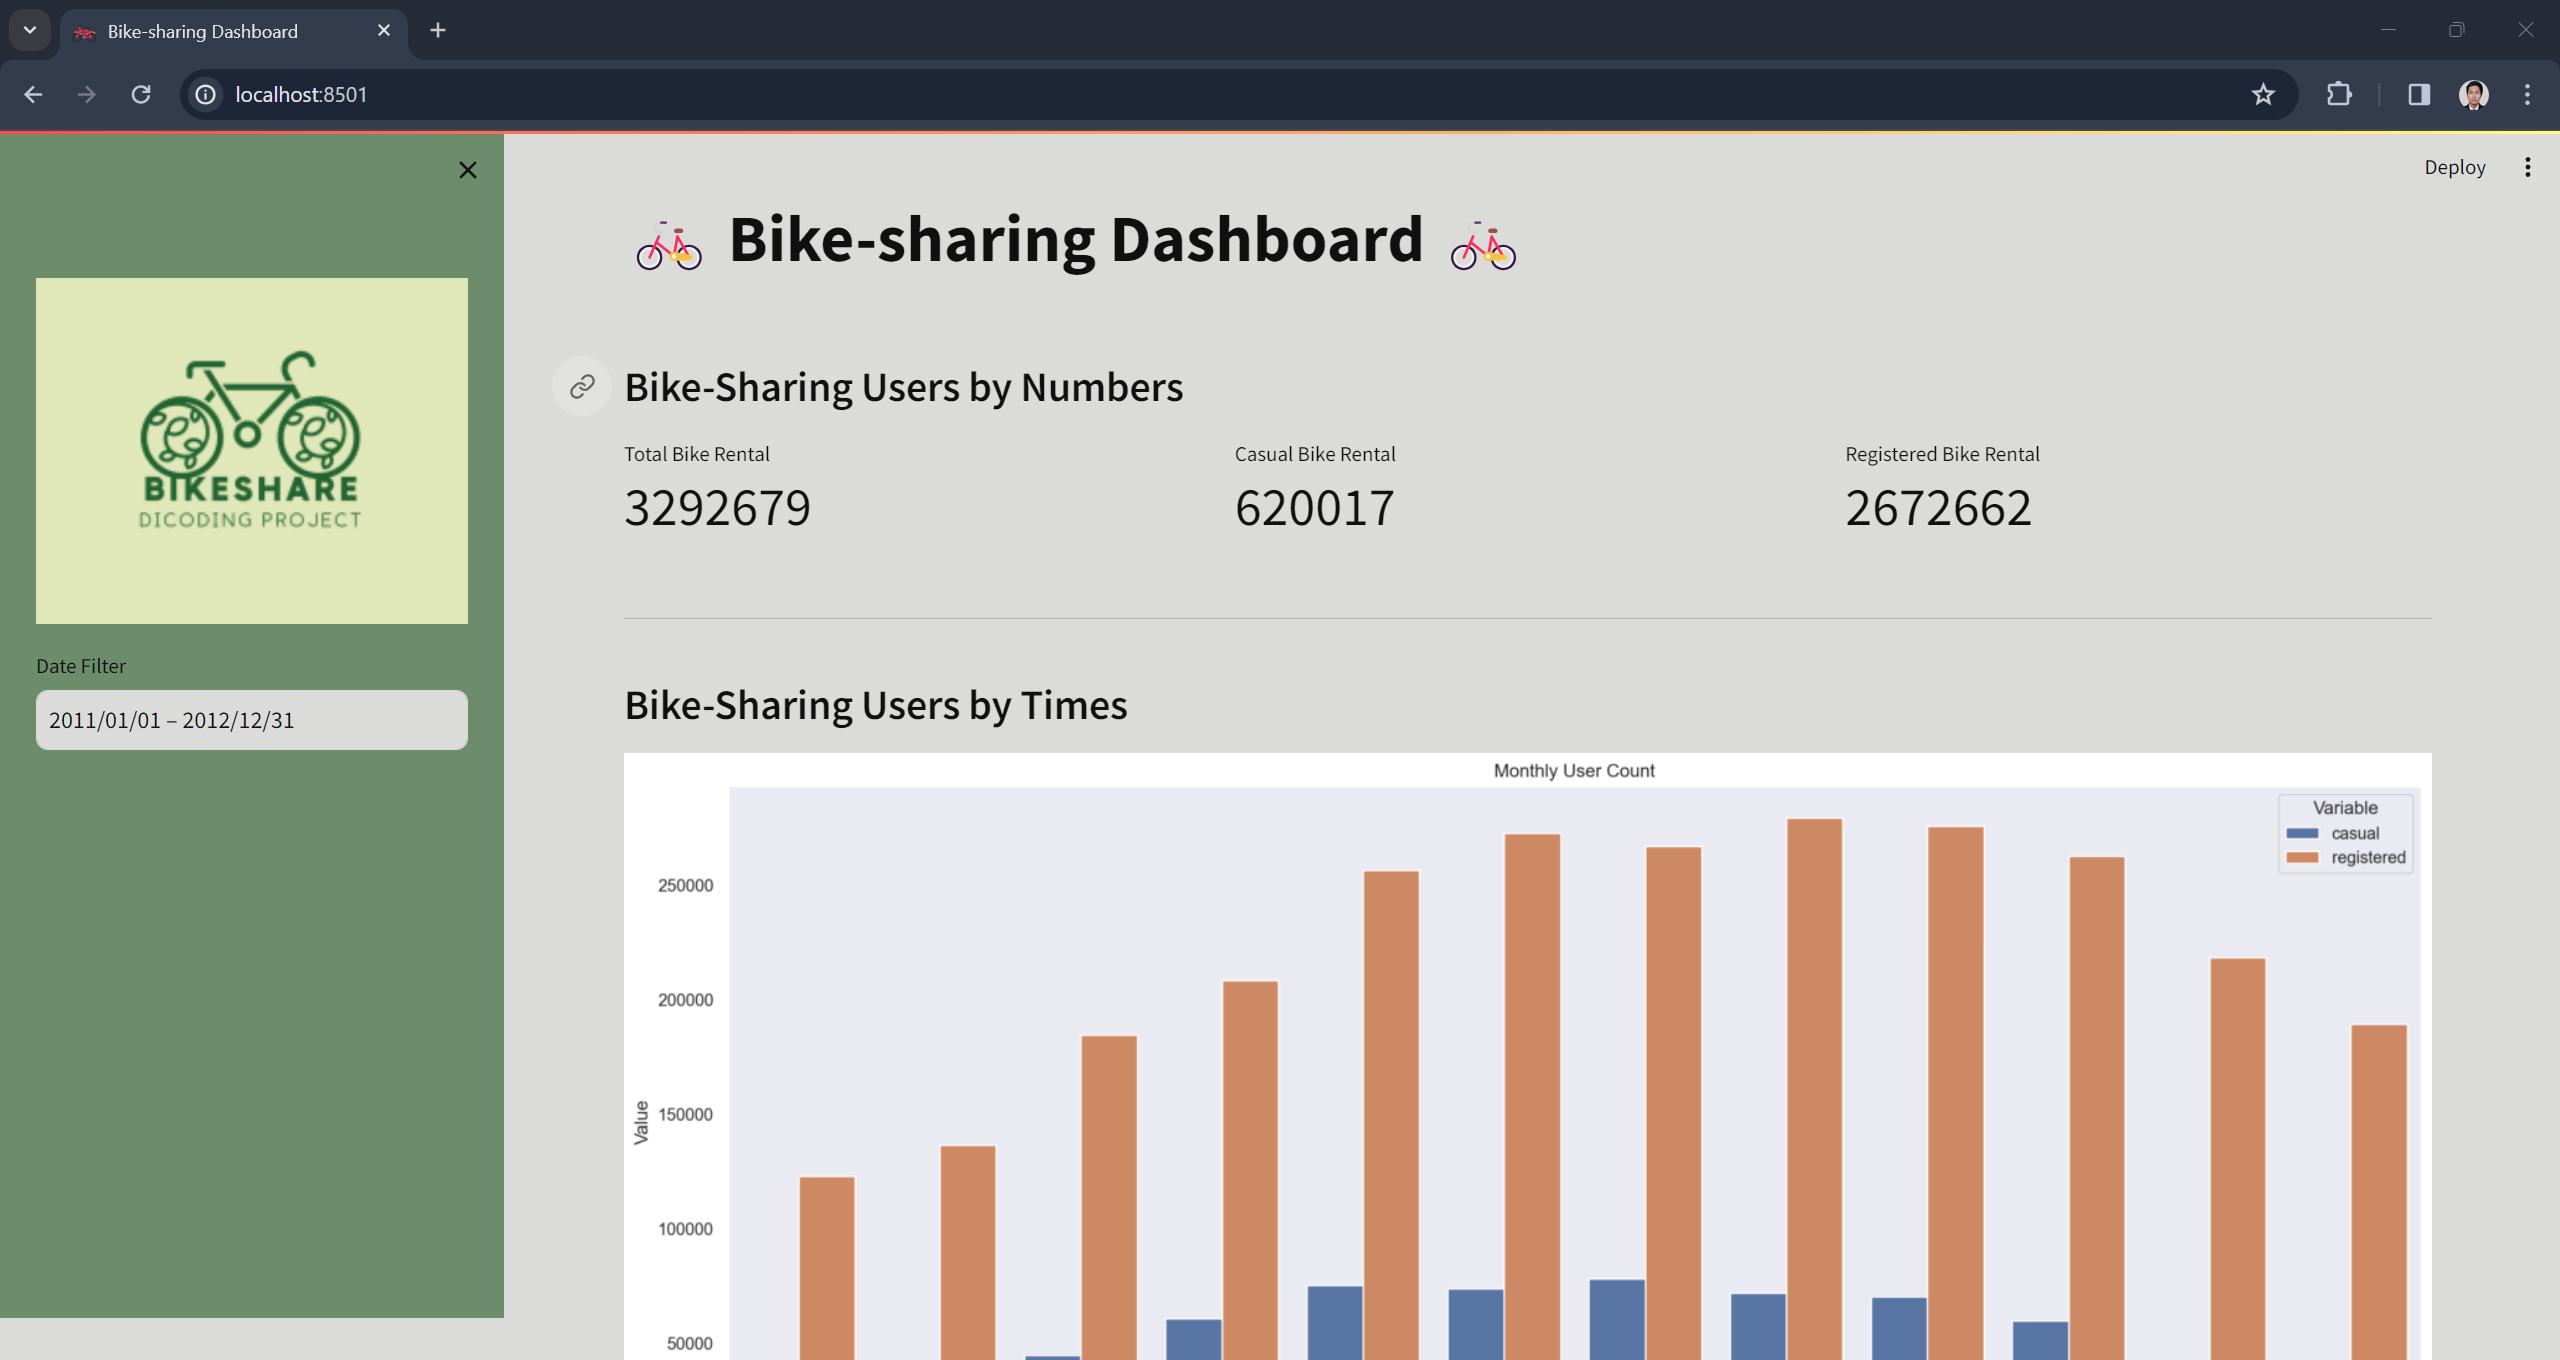 Bike-sharing Dashboard
localhost:8501
Deploy
BIKESHARE
DICODING PROJECT
Date Filter
2011/01/01 – 2012/12/31
Bike-sharing Dashboard
Bike-Sharing Users by Numbers
Total Bike Rental
3292679
Casual Bike Rental
620017
Registered Bike Rental
2672662
Bike-Sharing Users by Times
Monthly User Count
Variable
casual
registered
Value
250000
200000
150000
100000
50000